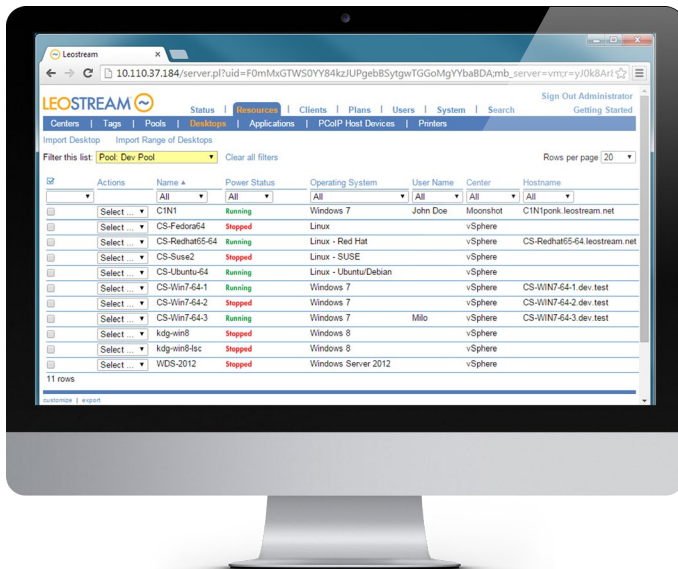 Leostream
10.110.37.184/server.pl?uid=F0mMxGTWS0YY84kzJUPgebBSytgwTGGoMgYYbaBDA;mb_server=vm;r=yJ0k8Ar
Sign Out Administrator
LEOSTREAM Status | Resources | Clients | Plans | Users | System | Search Getting Started
Centers | Tags | Pools | Desktops | Applications | PCoIP Host Devices | Printers
Import Desktop Import Range of Desktops
Filter this list: Pool: Dev Pool Clear all filters Rows per page 20
Actions Name Power Status Operating System User Name Center Hostname
All All All All All All
Select ... C1N1 Running Windows 7 John Doe Moonshot C1N1ponk.leostream.net
Select ... CS-Fedora64 Stopped Linux vSphere
Select ... CS-Redhat65-64 Running Linux - Red Hat vSphere CS-Redhat65-64.leostream.net
Select ... CS-Suse2 Stopped Linux - SUSE vSphere
Select ... CS-Ubuntu-64 Running Linux - Ubuntu/Debian vSphere
Select ... CS-Win7-64-1 Running Windows 7 vSphere CS-WIN7-64-1.dev.test
Select ... CS-Win7-64-2 Stopped Windows 7 vSphere CS-WIN7-64-2.dev.test
Select ... CS-Win7-64-3 Running Windows 7 Milo vSphere CS-WIN7-64-3.dev.test
Select ... kdg-win8 Stopped Windows 8 vSphere
Select ... kdg-win8-lsc Stopped Windows 8 vSphere
Select ... WDS-2012 Stopped Windows Server 2012 vSphere
11 rows
customize | export